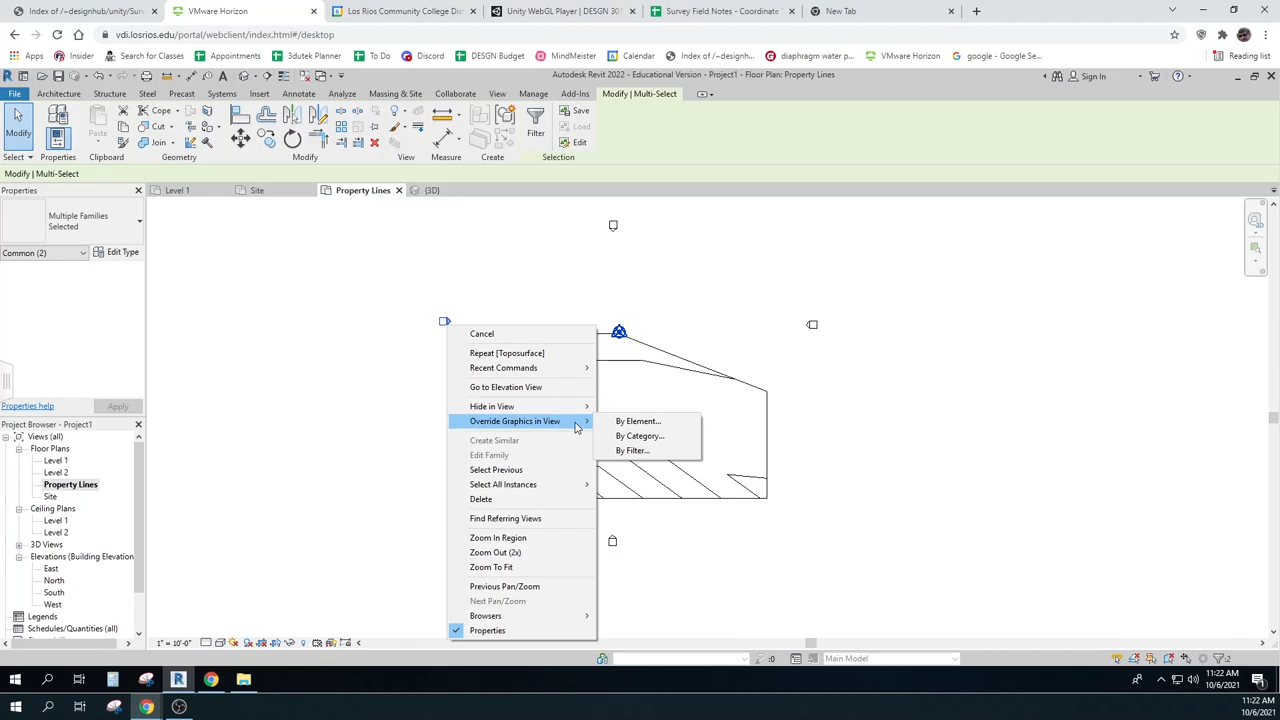 Index of /~designhub/unity/Surv
VMware Horizon
Los Rios Community College Dist
Unity WebGL Player | DESGN 301
Survey Field Notes - Coordinate T
New Tab
vdi.losrios.edu/portal/webclient/index.html#/desktop
Apps
Insider
Search for Classes
Appointments
3dutek Planner
To Do
Discord
DESGN Budget
MindMeister
Calendar
Index of /~designh...
diaphragm water p...
VMware Horizon
google - Google Se...
Reading list
Autodesk Revit 2022 - Educational Version - Project1 - Floor Plan: Property Lines
Sign In
File
Architecture
Structure
Steel
Precast
Systems
Insert
Annotate
Analyze
Massing & Site
Collaborate
View
Manage
Add-Ins
Modify | Multi-Select
Modify
Properties
Paste
Cope
Cut
Join
Filter
Save
Load
Edit
Select
Properties
Clipboard
Geometry
Modify
View
Measure
Create
Selection
Modify | Multi-Select
Properties
Level 1
Site
Property Lines
{3D}
Multiple Families
Selected
Common (2)
Edit Type
Cancel
Repeat [Toposurface]
Recent Commands
Go to Elevation View
Hide in View
Override Graphics in View
By Element...
By Category...
By Filter...
Create Similar
Edit Family
Select Previous
Select All Instances
Delete
Find Referring Views
Zoom In Region
Zoom Out (2x)
Zoom To Fit
Previous Pan/Zoom
Next Pan/Zoom
Browsers
Properties
Properties help
Apply
Project Browser - Project1
Views (all)
Floor Plans
Level 1
Level 2
Property Lines
Site
Ceiling Plans
Level 1
Level 2
3D Views
Elevations (Building Elevation
East
North
South
West
Legends
Schedules/Quantities (all)
1" = 10'-0"
:0
Main Model
:2
11:22 AM
10/6/2021
11:22 AM
10/6/2021